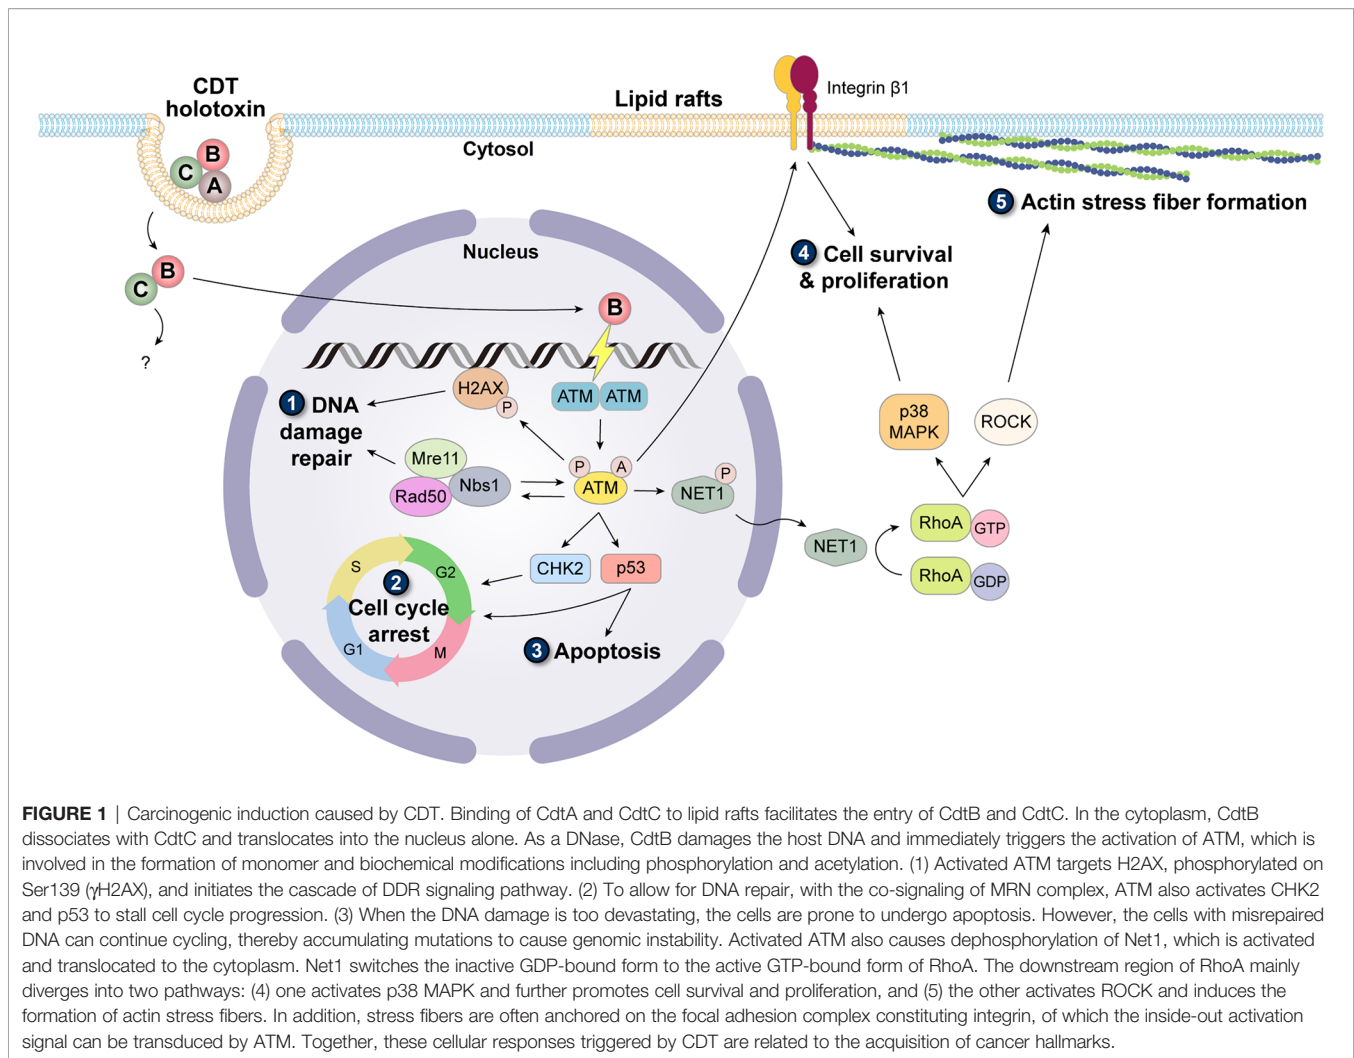 CDT
holotoxin
Lipid rafts
Integrin β1
Cytosol
B
C
A
5 Actin stress fiber formation
Nucleus
4 Cell survival
& proliferation
B
C
B
?
H2AX
P
ATM ATM
1 DNA
damage
repair
p38
MAPK
ROCK
Mre11
Rad50
Nbs1
P
A
ATM
P
NET1
NET1
RhoA
GTP
RhoA
GDP
CHK2
p53
S
G2
2
Cell cycle
arrest
G1
M
3 Apoptosis
FIGURE 1 | Carcinogenic induction caused by CDT. Binding of CdtA and CdtC to lipid rafts facilitates the entry of CdtB and CdtC. In the cytoplasm, CdtB
dissociates with CdtC and translocates into the nucleus alone. As a DNase, CdtB damages the host DNA and immediately triggers the activation of ATM, which is
involved in the formation of monomer and biochemical modifications including phosphorylation and acetylation. (1) Activated ATM targets H2AX, phosphorylated on
Ser139 (γH2AX), and initiates the cascade of DDR signaling pathway. (2) To allow for DNA repair, with the co-signaling of MRN complex, ATM also activates CHK2
and p53 to stall cell cycle progression. (3) When the DNA damage is too devastating, the cells are prone to undergo apoptosis. However, the cells with misrepaired
DNA can continue cycling, thereby accumulating mutations to cause genomic instability. Activated ATM also causes dephosphorylation of Net1, which is activated
and translocated to the cytoplasm. Net1 switches the inactive GDP-bound form to the active GTP-bound form of RhoA. The downstream region of RhoA mainly
diverges into two pathways: (4) one activates p38 MAPK and further promotes cell survival and proliferation, and (5) the other activates ROCK and induces the
formation of actin stress fibers. In addition, stress fibers are often anchored on the focal adhesion complex constituting integrin, of which the inside-out activation
signal can be transduced by ATM. Together, these cellular responses triggered by CDT are related to the acquisition of cancer hallmarks.